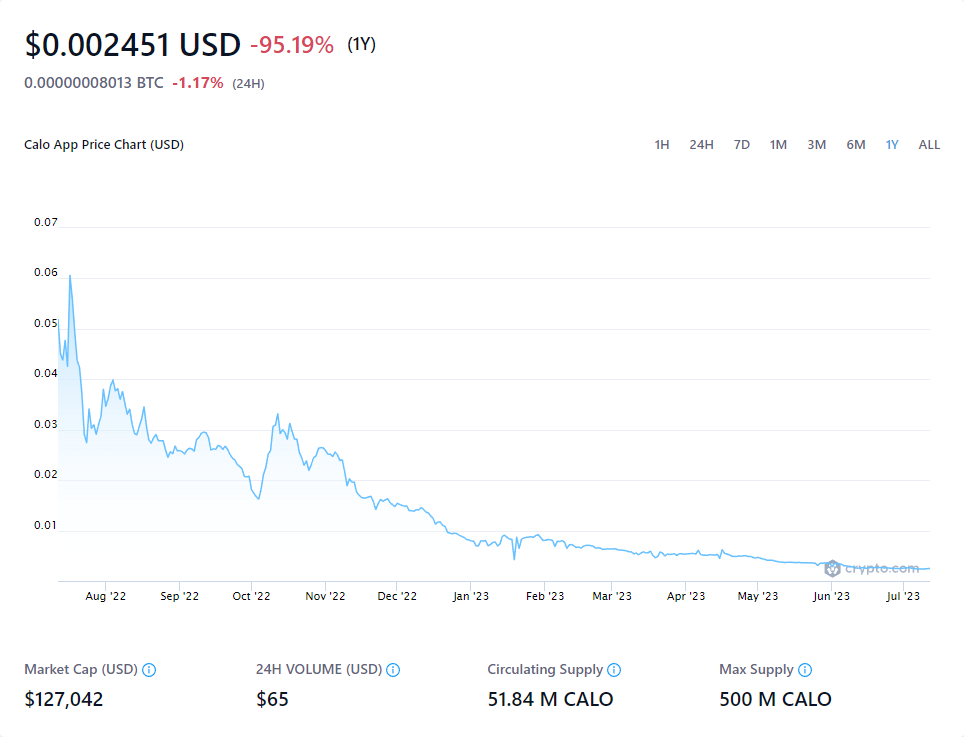 $0.002451 USD -95.19% (1Y)
0.00000008013 BTC -1.17% (24H)
Calo App Price Chart (USD) 1H 24H 7D 1M 3M 6M 1Y ALL
0.07
0.06
0.05
0.04
0.03
0.02
0.01
crypto.com
Aug '22 Sep '22 Oct '22 Nov '22 Dec '22 Jan '23 Feb '23 Mar '23 Apr '23 May '23 Jun '23 Jul '23
Market Cap (USD) 24H VOLUME (USD) Circulating Supply Max Supply
$127,042 $65 51.84 M CALO 500 M CALO